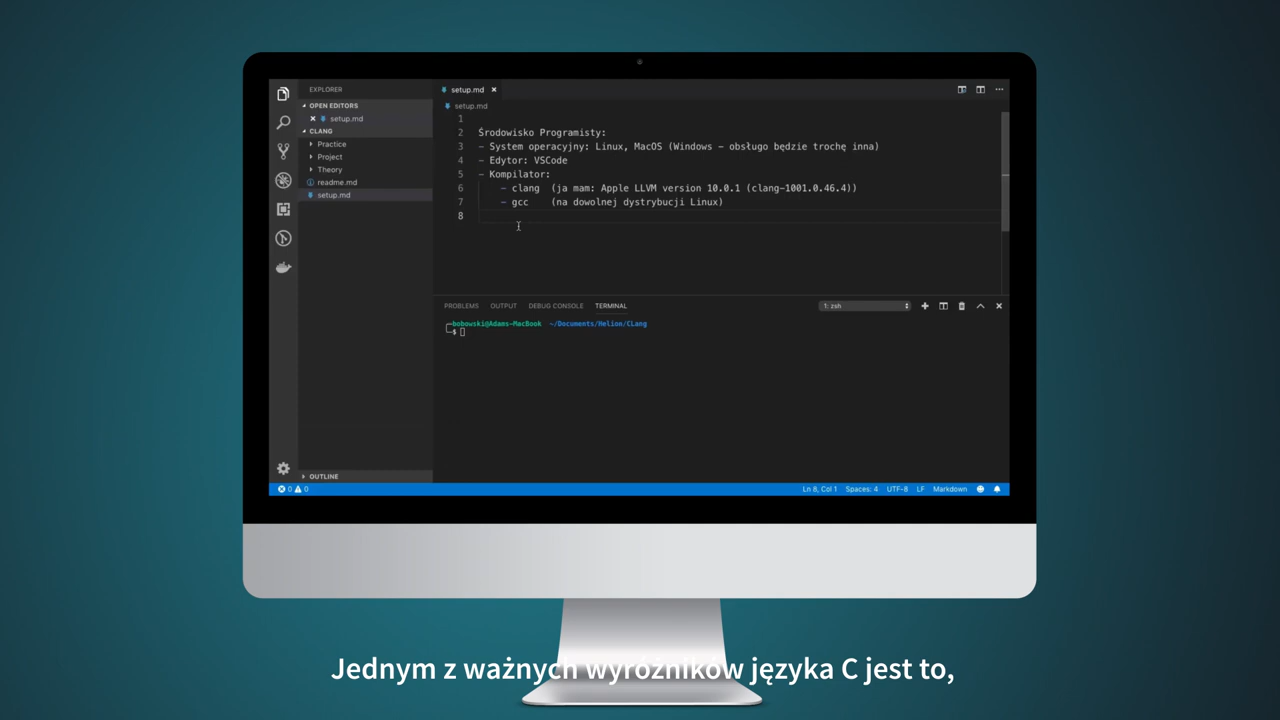 EXPLORER
OPEN EDITORS
setup.md
CLANG
Practice
Project
Theory
readme.md
setup.md
OUTLINE
setup.md
setup.md
1
2 Środowisko Programisty:
3 - System operacyjny: Linux, MacOS (Windows - obsługo będzie trochę inna)
4 - Edytor: VSCode
5 - Kompilator:
6 - clang (ja mam: Apple LLVM version 10.0.1 (clang-1001.0.46.4))
7 - gcc (na dowolnej dystrybucji Linux)
8
PROBLEMS OUTPUT DEBUG CONSOLE TERMINAL 1: zsh
bobowski@Adams-MacBook ~/Documents/Helion/CLang
$
0 0 Ln 8, Col 1 Spaces: 4 UTF-8 LF Markdown
Jednym z ważnych wyróżników języka C jest to,